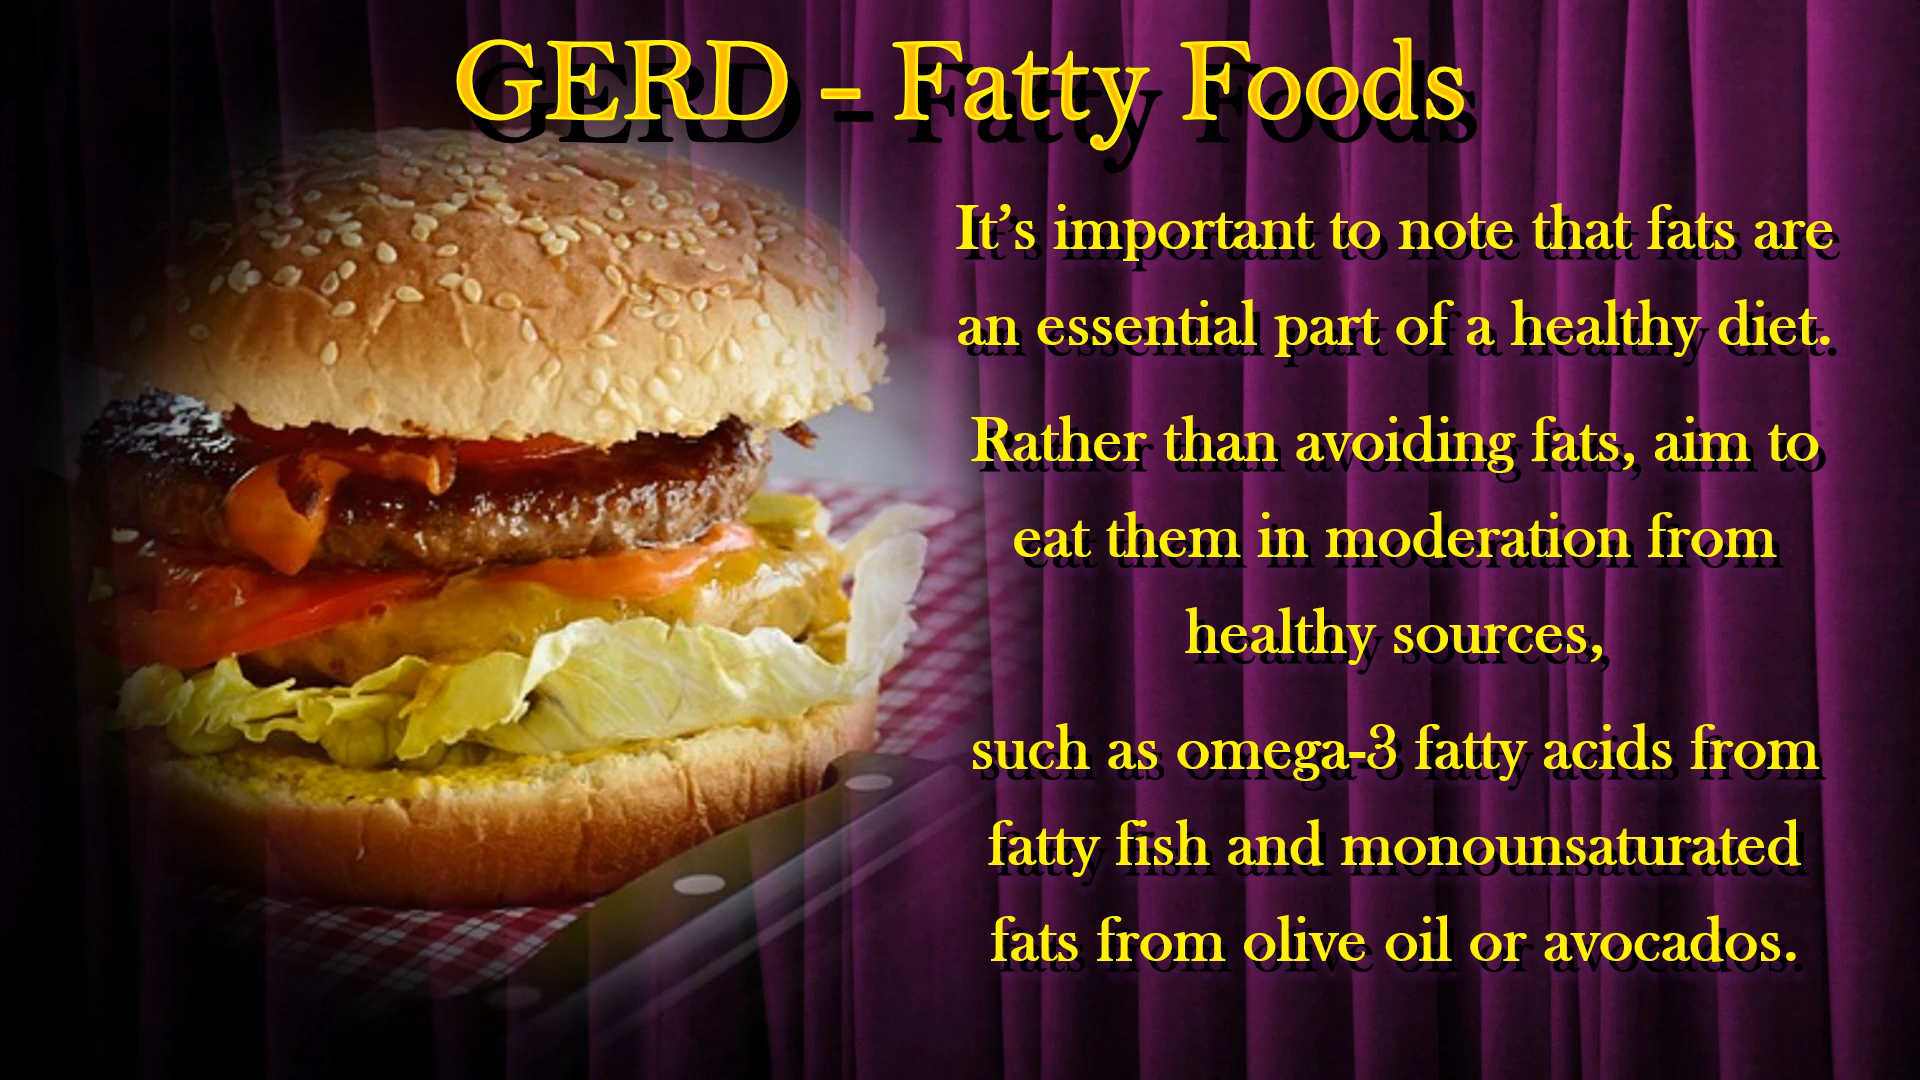 GERD – Fatty Foods
It’s important to note that fats are
an essential part of a healthy diet.
Rather than avoiding fats, aim to
eat them in moderation from
healthy sources,
such as omega-3 fatty acids from
fatty fish and monounsaturated
fats from olive oil or avocados.